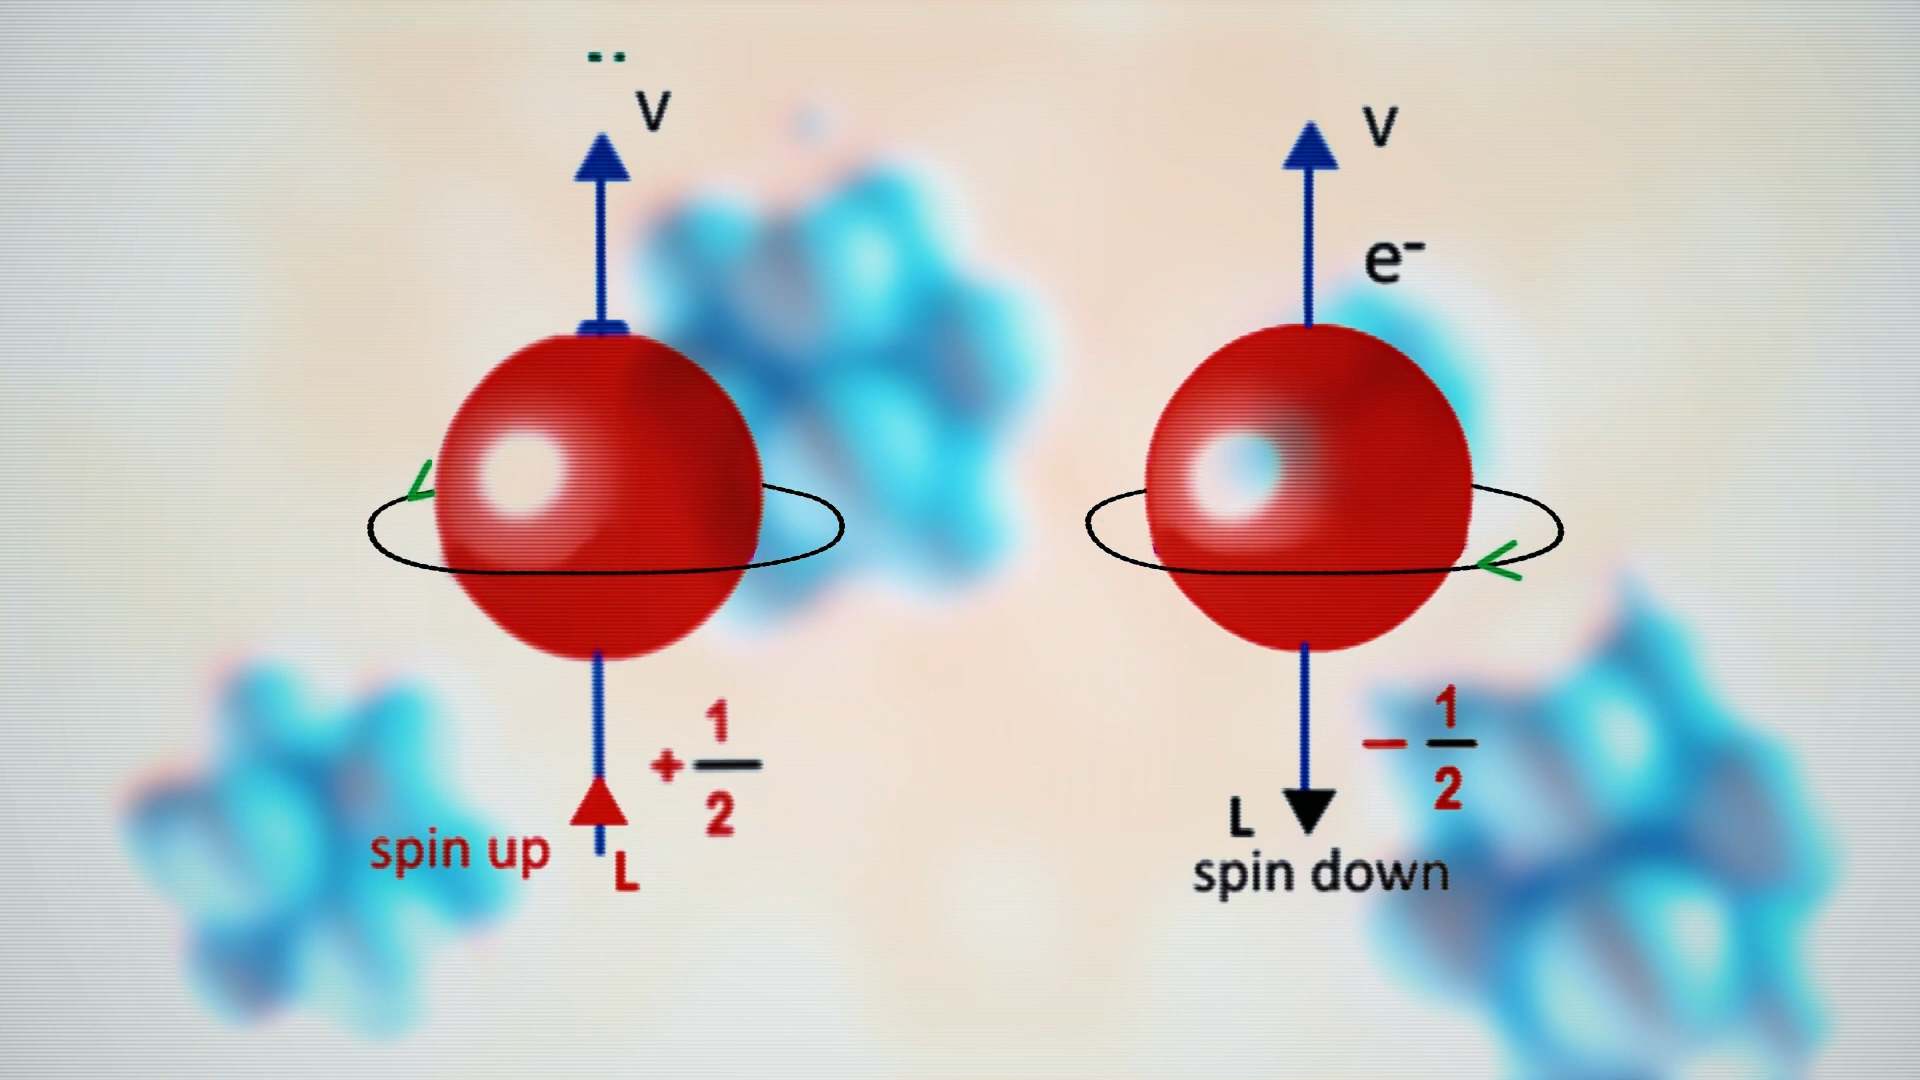 V
V
e⁻
+ 1/2
- 1/2
spin up
L
L
spin down